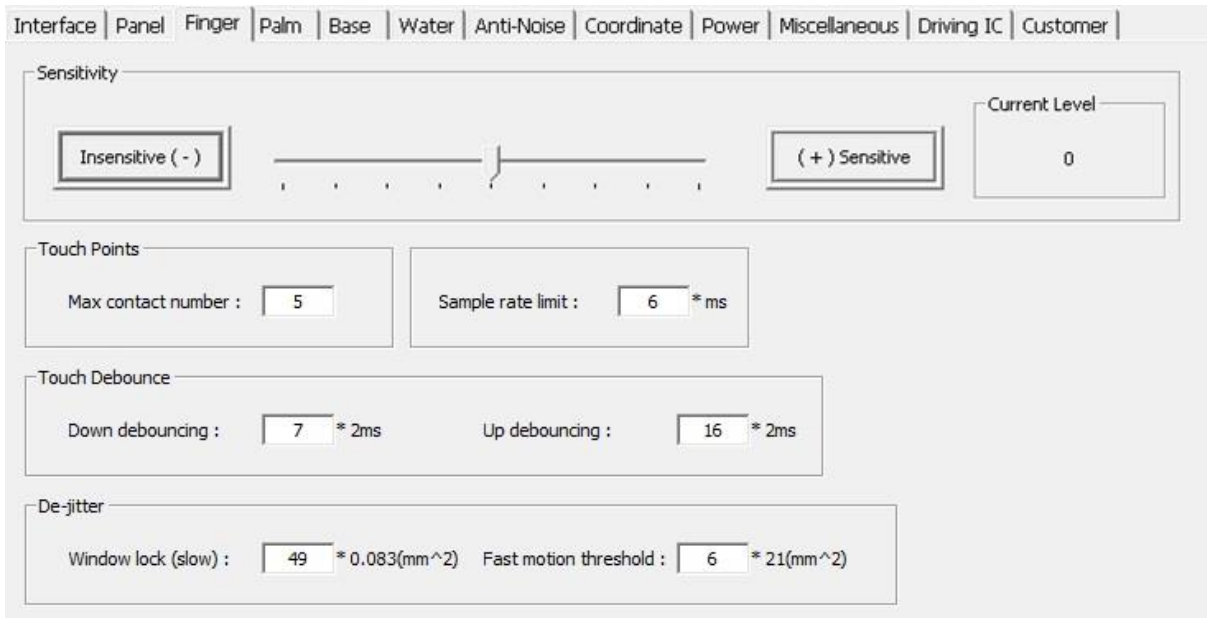 Interface Panel Finger Palm Base Water Anti-Noise Coordinate Power Miscellaneous Driving IC Customer
Sensitivity
Current Level
Insensitive ( - )
( + ) Sensitive
0
Touch Points
Max contact number : 5
Sample rate limit : 6 * ms
Touch Debounce
Down debouncing : 7 * 2ms
Up debouncing : 16 * 2ms
De-jitter
Window lock (slow) : 49 * 0.083(mm^2)
Fast motion threshold : 6 * 21(mm^2)